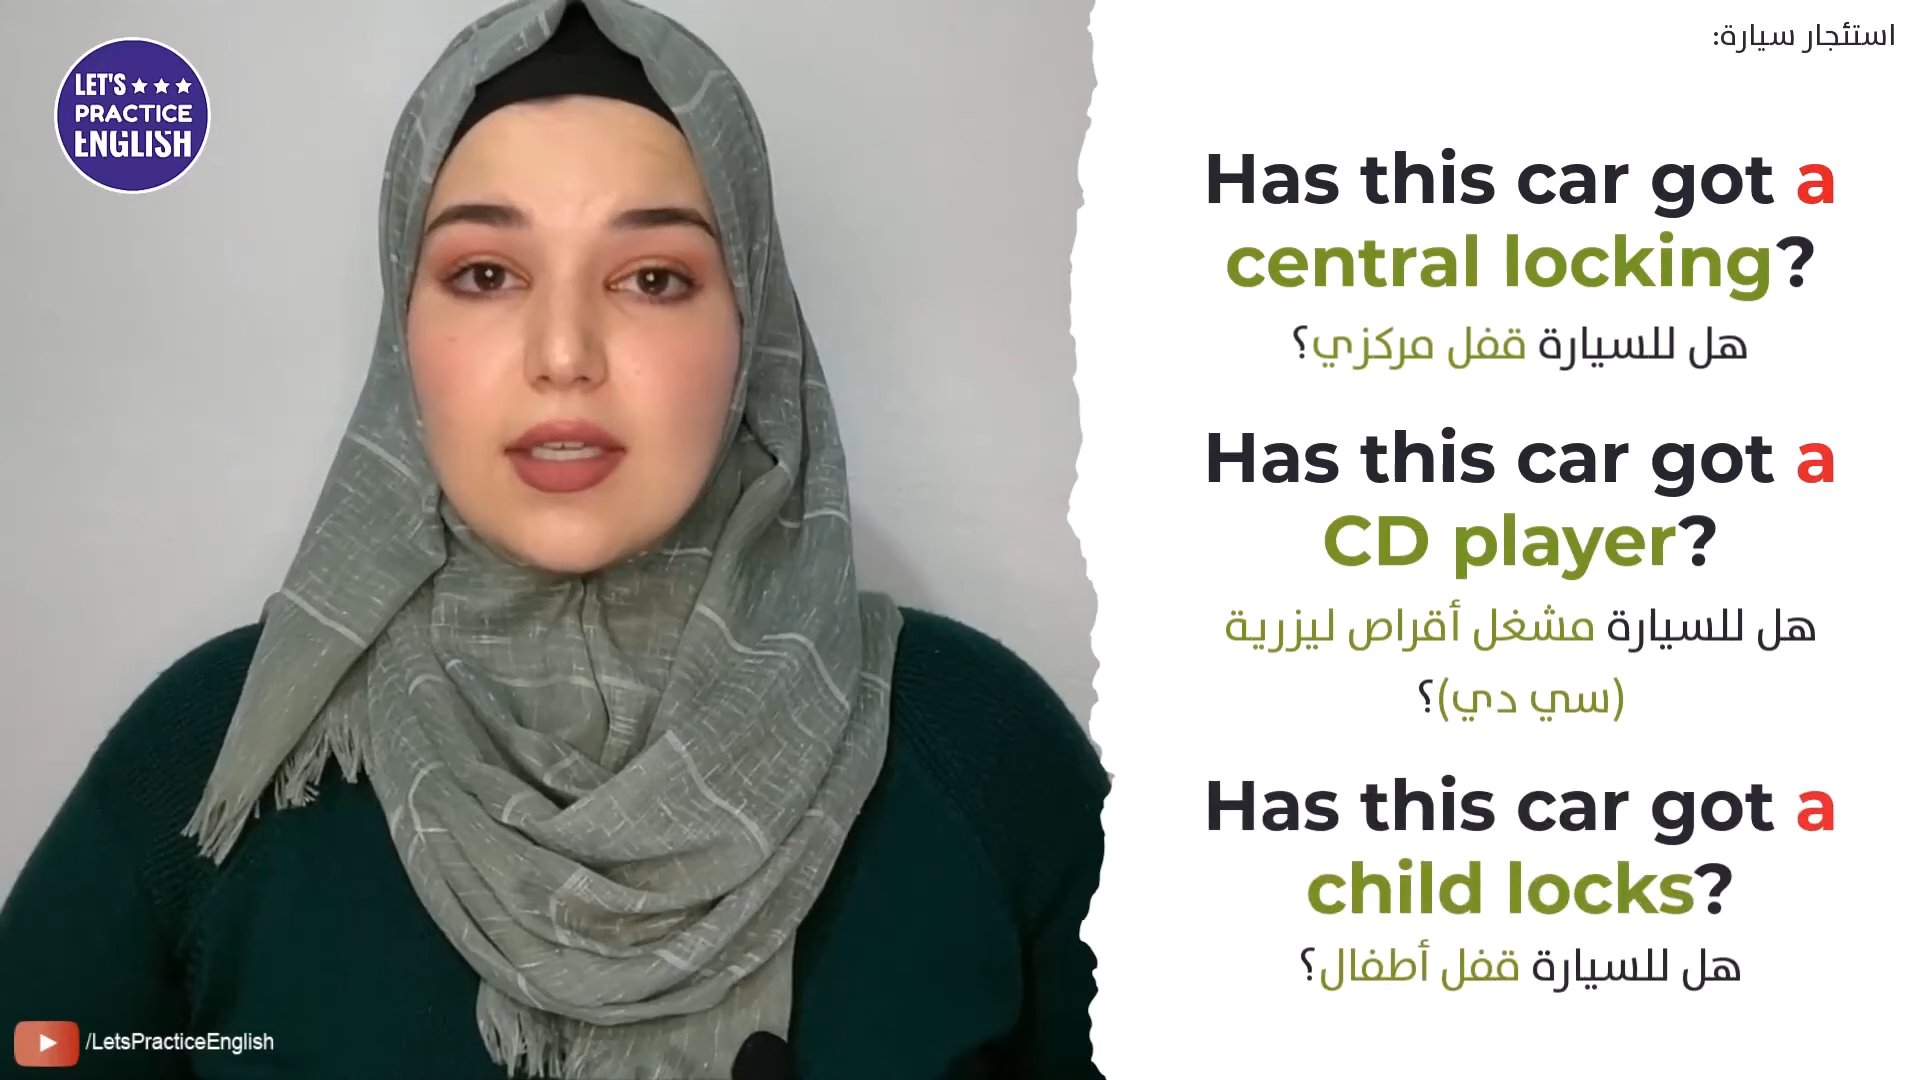 LET'S
PRACTICE
ENGLISH
استئجار سيارة:
Has this car got a
central locking?
هل للسيارة قفل مركزي؟
Has this car got a
CD player?
هل للسيارة مشغل أقراص ليزرية
(سي دي)؟
Has this car got a
child locks?
هل للسيارة قفل أطفال؟
/LetsPracticeEnglish